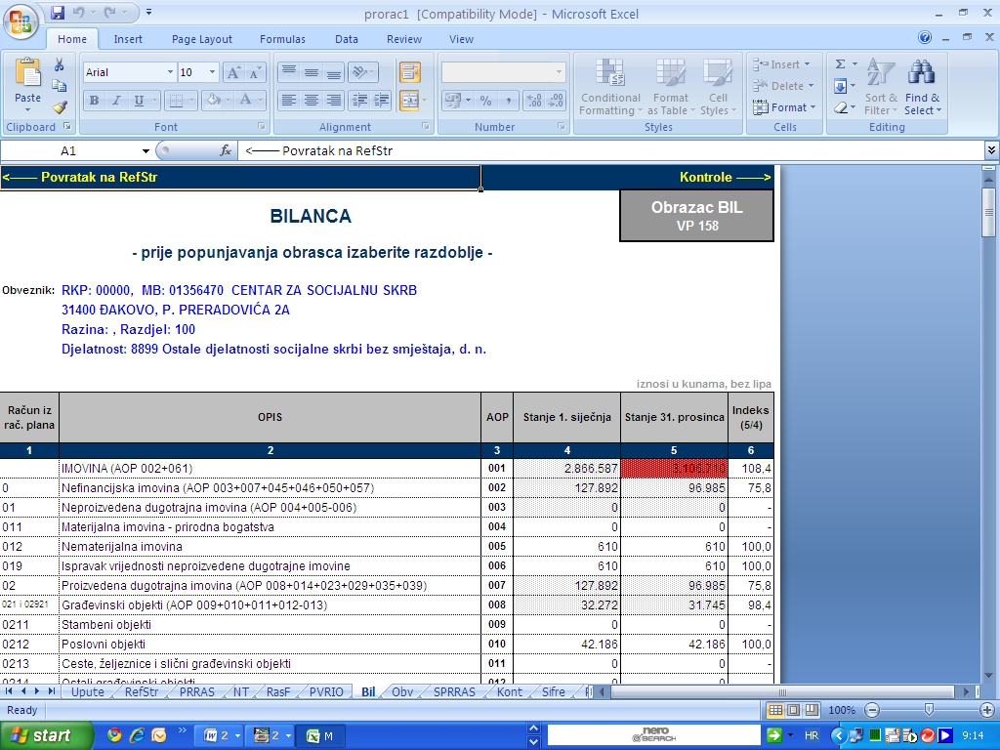 prorac1 [Compatibility Mode] - Microsoft Excel
Home Insert Page Layout Formulas Data Review View
Paste
Clipboard
Arial 10
B I U
Font
Alignment
% ,
Number
Conditional Formatting
Format as Table
Cell Styles
Styles
Insert
Delete
Format
Cells
Sort & Filter
Find & Select
Editing
A1 fx <—— Povratak na RefStr
<—— Povratak na RefStr Kontrole ——>
BILANCA
Obrazac BIL
VP 158
- prije popunjavanja obrasca izaberite razdoblje -
Obveznik: RKP: 00000, MB: 01356470 CENTAR ZA SOCIJALNU SKRB
31400 ĐAKOVO, P. PRERADOVIĆA 2A
Razina: , Razdjel: 100
Djelatnost: 8899 Ostale djelatnosti socijalne skrbi bez smještaja, d. n.
iznosi u kunama, bez lipa
Račun iz rač. plana OPIS AOP Stanje 1. siječnja Stanje 31. prosinca Indeks (5/4)
1 2 3 4 5 6
IMOVINA (AOP 002+061) 001 2.866.587 108,4
0 Nefinancijska imovina (AOP 003+007+045+046+050+057) 002 127.892 96.985 75,8
01 Neproizvedena dugotrajna imovina (AOP 004+005-006) 003 0 0 -
011 Materijalna imovina - prirodna bogatstva 004 0 0 -
012 Nematerijalna imovina 005 610 610 100,0
019 Ispravak vrijednosti neproizvedene dugotrajne imovine 006 610 610 100,0
02 Proizvedena dugotrajna imovina (AOP 008+014+023+029+035+039) 007 127.892 96.985 75,8
021 i 02921 Građevinski objekti (AOP 009+010+011+012-013) 008 32.272 31.745 98,4
0211 Stambeni objekti 009 0 0 -
0212 Poslovni objekti 010 42.186 42.186 100,0
0213 Ceste, željeznice i slični građevinski objekti 011 0 0 -
0214 Ostali građevinski objekti 012 0 0 -
Upute RefStr PRRAS NT RasF PVRIO Bil Obv SPRRAS Kont Sifre
Ready 100%
start 2 2 M nero SEARCH HR 9:14